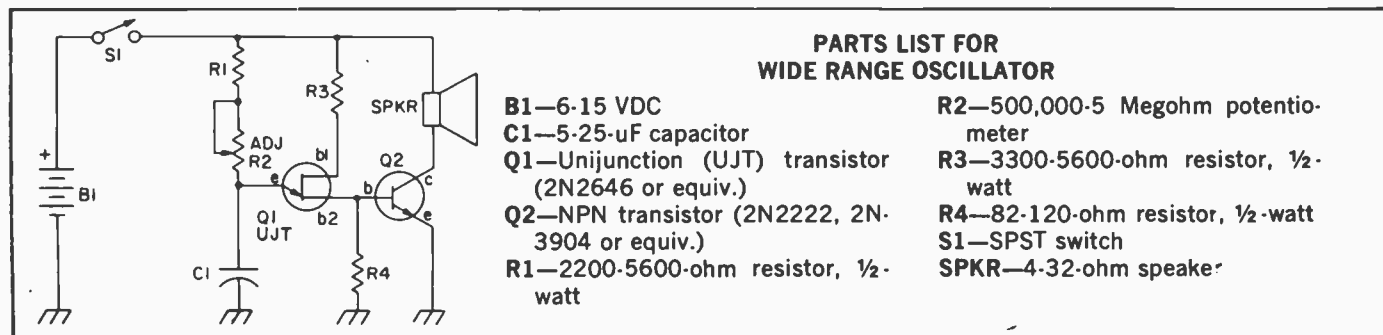 S1
R1
R3
SPKR
ADJ
R2
b1
Q2
e
b
c
+
B1
Q1
UJT
b2
e
C1
R4
PARTS LIST FOR
WIDE RANGE OSCILLATOR
B1—6-15 VDC
C1—5-25-uF capacitor
Q1—Unijunction (UJT) transistor
(2N2646 or equiv.)
Q2—NPN transistor (2N2222, 2N-
3904 or equiv.)
R1—2200-5600-ohm resistor, ½-
watt
R2—500,000-5 Megohm potentio-
meter
R3—3300-5600-ohm resistor, ½-
watt
R4—82-120-ohm resistor, ½-watt
S1—SPST switch
SPKR—4-32-ohm speaker